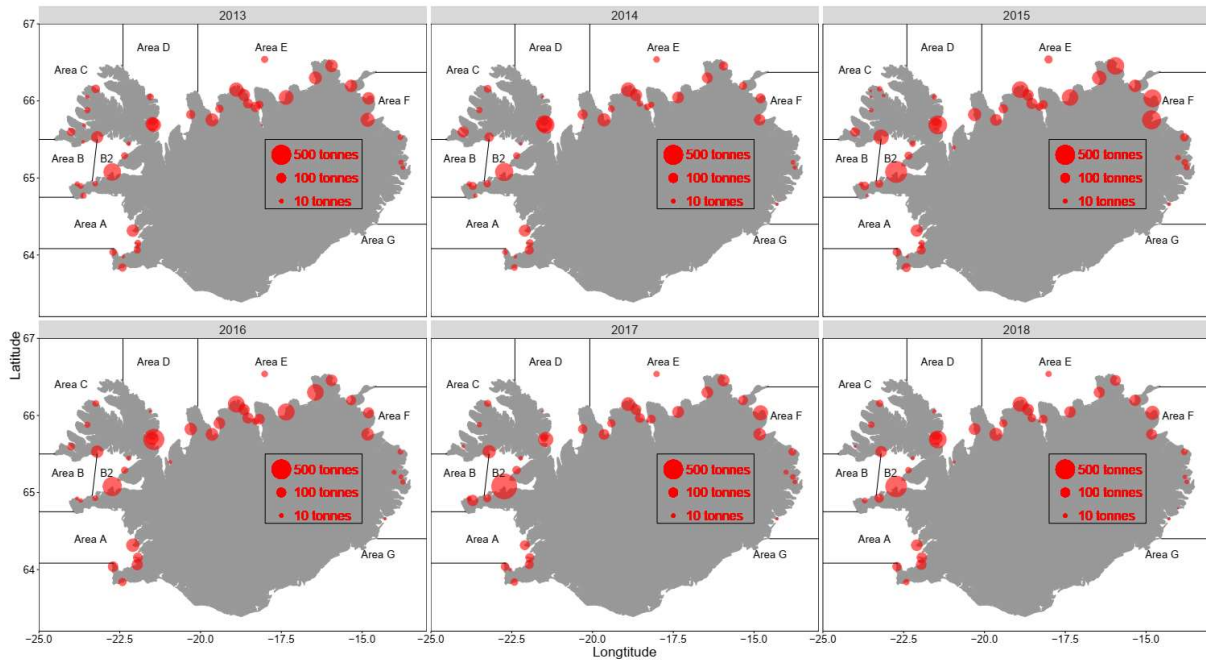 2013
2014
2015
67
66
65
64
Area D
Area E
Area C
Area F
Area B
B2
500 tonnes
100 tonnes
10 tonnes
Area A
Area G
Area D
Area E
Area C
Area F
Area B
B2
500 tonnes
100 tonnes
10 tonnes
Area A
Area G
Area D
Area E
Area C
Area F
Area B
B2
500 tonnes
100 tonnes
10 tonnes
Area A
Area G
2016
2017
2018
67
66
65
64
Area D
Area E
Area C
Area F
Area B
B2
500 tonnes
100 tonnes
10 tonnes
Area A
Area G
Area D
Area E
Area C
Area F
Area B
B2
500 tonnes
100 tonnes
10 tonnes
Area A
Area G
Area D
Area E
Area C
Area F
Area B
B2
500 tonnes
100 tonnes
10 tonnes
Area A
Area G
Latitude
−25.0 −22.5 −20.0 −17.5 −15.0 −25.0 −22.5 −20.0 −17.5 −15.0 −25.0 −22.5 −20.0 −17.5 −15.0
Longtitude